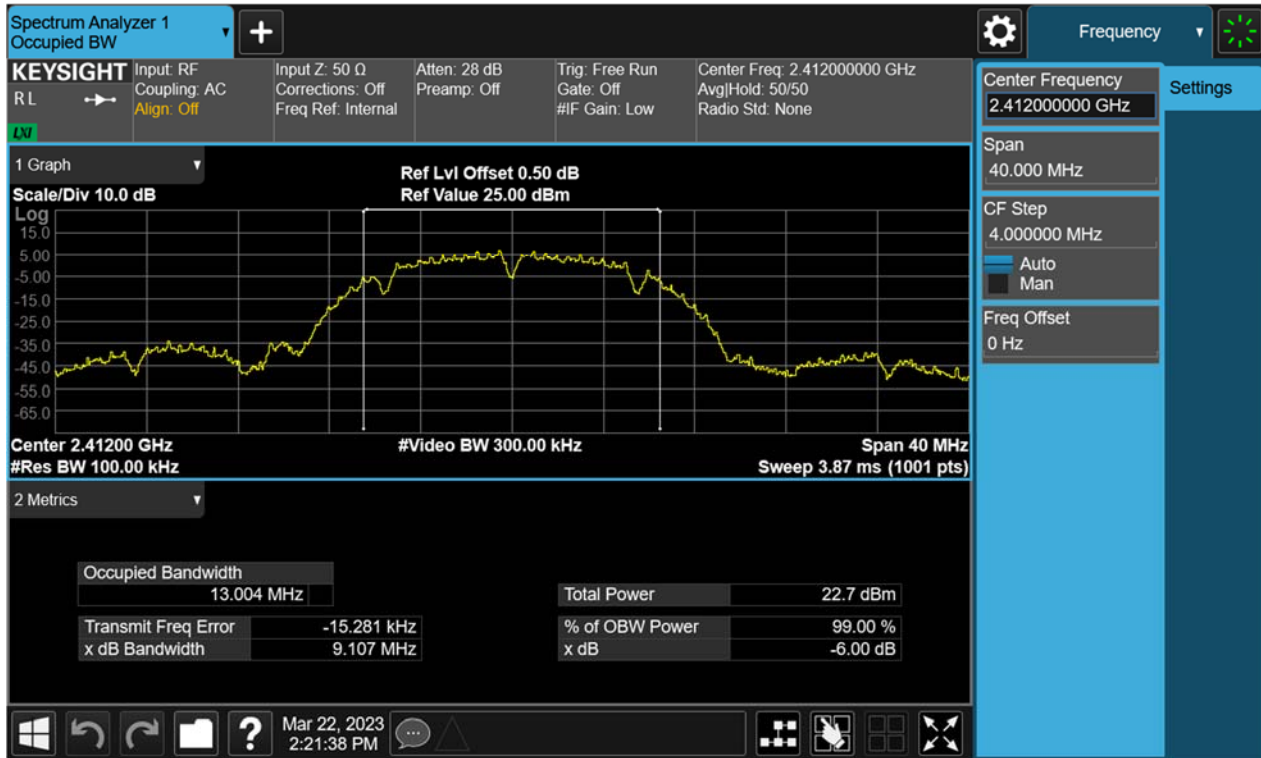 Spectrum Analyzer 1
Occupied BW
Frequency
KEYSIGHT
R L
LXI
Input: RF
Coupling: AC
Align: Off
Input Z: 50 Ω
Corrections: Off
Freq Ref: Internal
Atten: 28 dB
Preamp: Off
Trig: Free Run
Gate: Off
#IF Gain: Low
Center Freq: 2.412000000 GHz
Avg|Hold: 50/50
Radio Std: None
Center Frequency
2.412000000 GHz
Settings
Span
40.000 MHz
CF Step
4.000000 MHz
Auto
Man
Freq Offset
0 Hz
1 Graph
Scale/Div 10.0 dB
Ref Lvl Offset 0.50 dB
Ref Value 25.00 dBm
Log
15.0
5.00
-5.00
-15.0
-25.0
-35.0
-45.0
-55.0
-65.0
Center 2.41200 GHz
#Video BW 300.00 kHz
Span 40 MHz
#Res BW 100.00 kHz
Sweep 3.87 ms (1001 pts)
2 Metrics
Occupied Bandwidth
13.004 MHz
Total Power 22.7 dBm
Transmit Freq Error -15.281 kHz
% of OBW Power 99.00 %
x dB Bandwidth 9.107 MHz
x dB -6.00 dB
?
Mar 22, 2023
2:21:38 PM